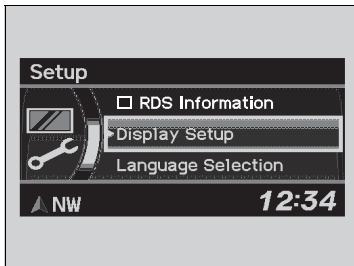 Setup
RDS Information
Display Setup
Language Selection
NW
12:34